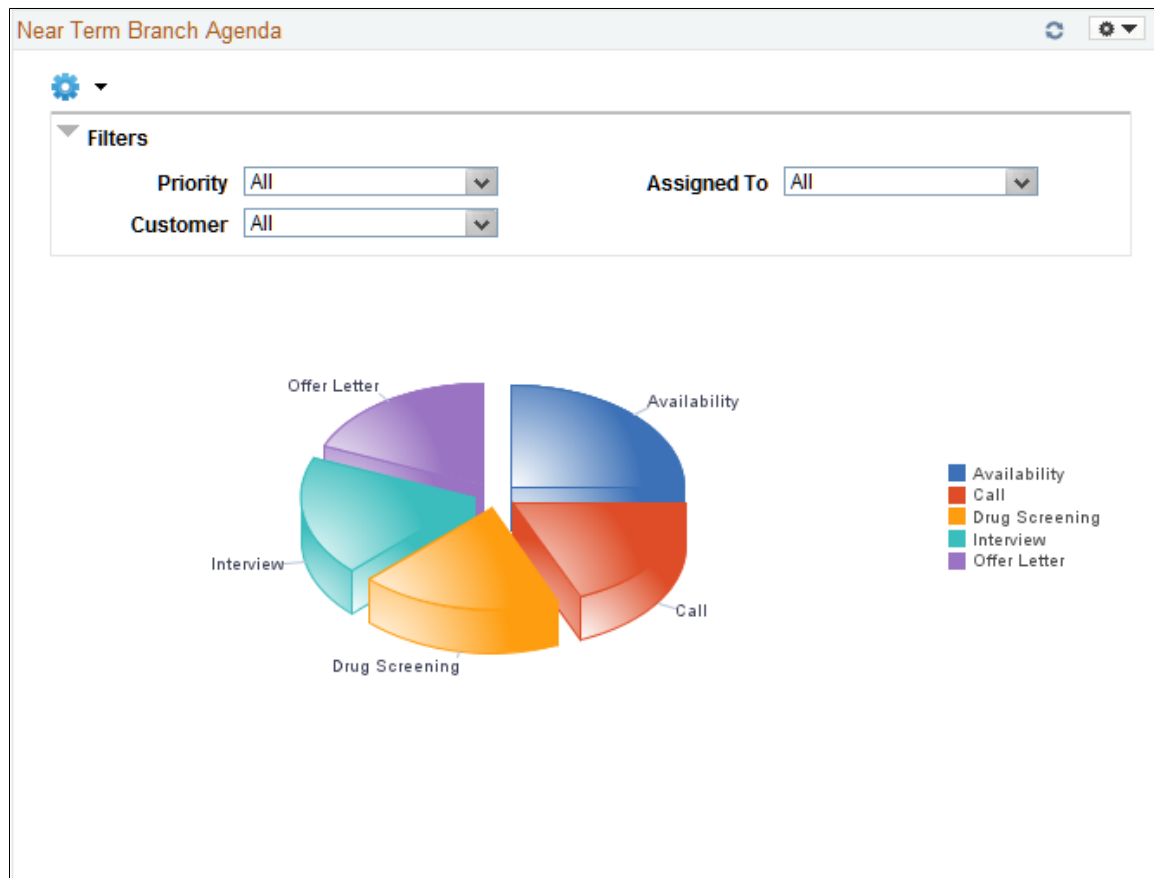 Near Term Branch Agenda
Filters
Priority All Assigned To All
Customer All
Offer Letter
Availability
Interview
Call
Drug Screening
Availability
Call
Drug Screening
Interview
Offer Letter